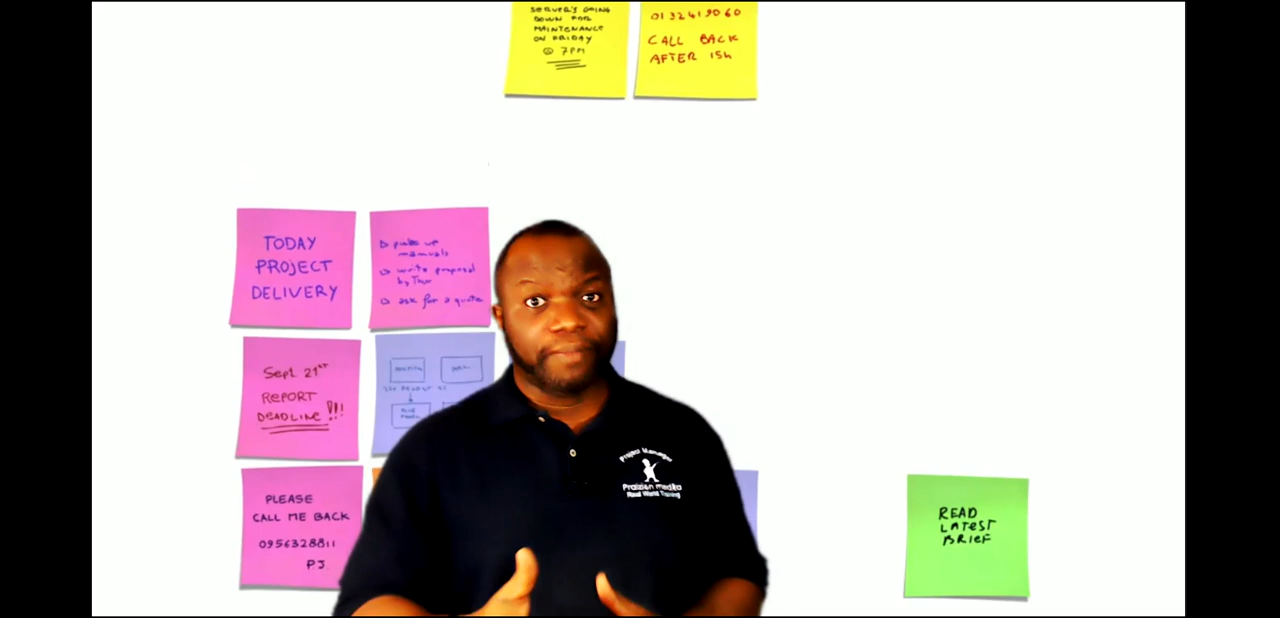 SERVER'S GOING
DOWN FOR
MAINTENANCE
ON FRIDAY
@ 7PM
0132419060
CALL BACK
AFTER 15h
TODAY
PROJECT
DELIVERY
manuals
write proposal
by Thur
ask for a quote
Sept 21st
REPORT
DEADLINE !!!
PLEASE
CALL ME BACK
0956328811
PJ
Project Manager
Praizion media
Real World Training
READ
LATEST
BRIEF